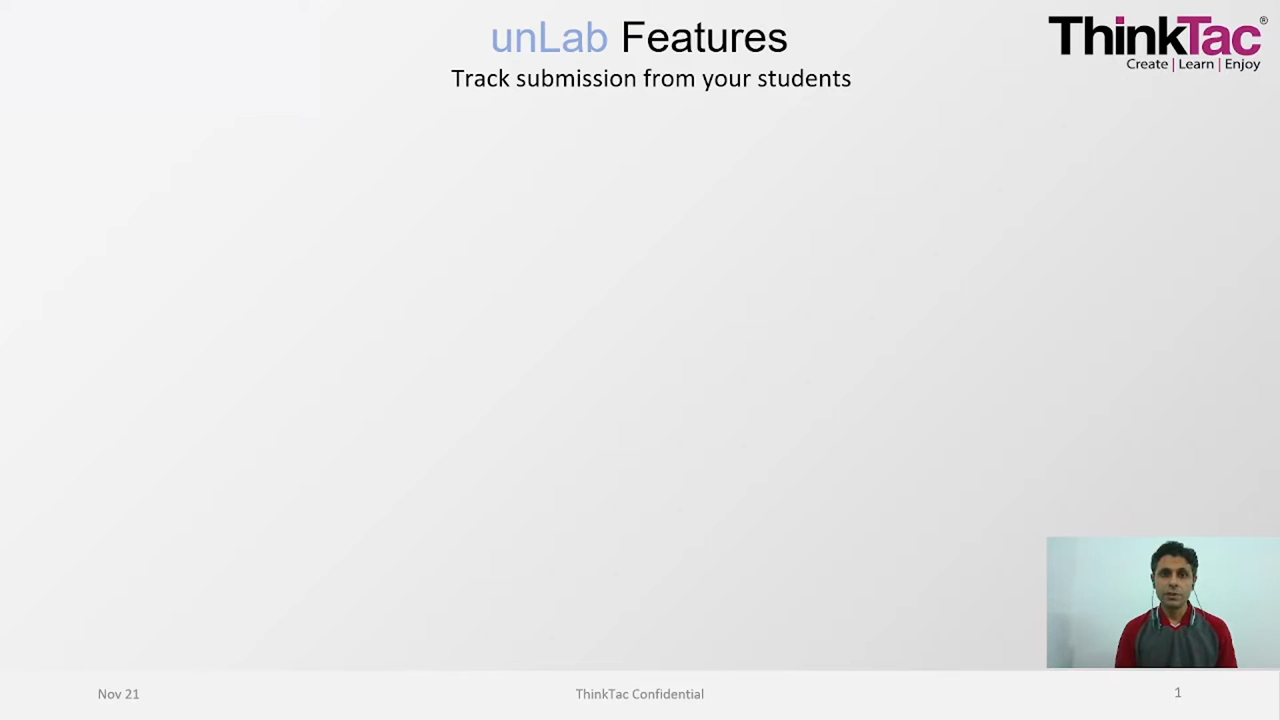 unLab Features
Track submission from your students
ThinkTac®
Create | Learn | Enjoy
Nov 21
ThinkTac Confidential
1